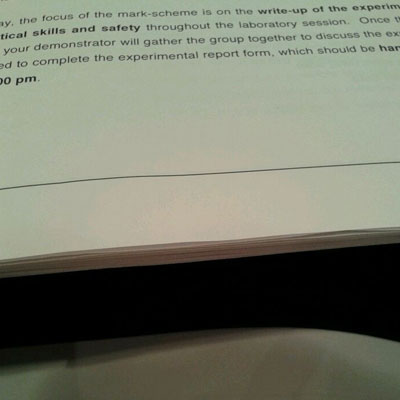 ay, the focus of the mark-scheme is on the write-up of the experim
tical skills and safety throughout the laboratory session. Once t
your demonstrator will gather the group together to discuss the ex
ed to complete the experimental report form, which should be han
00 pm.